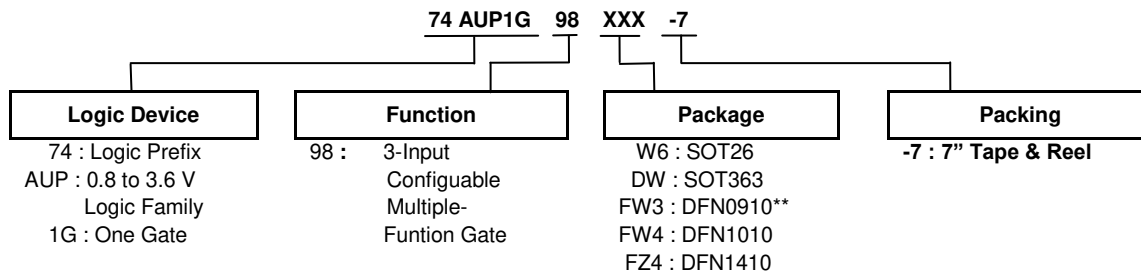 74 AUP1G 98 XXX -7
Logic Device
Function
Package
Packing
74 : Logic Prefix
AUP : 0.8 to 3.6 V
Logic Family
1G : One Gate
98 : 3-Input
Configuable
Multiple-
Funtion Gate
W6 : SOT26
DW : SOT363
FW3 : DFN0910**
FW4 : DFN1010
FZ4 : DFN1410
-7 : 7” Tape & Reel